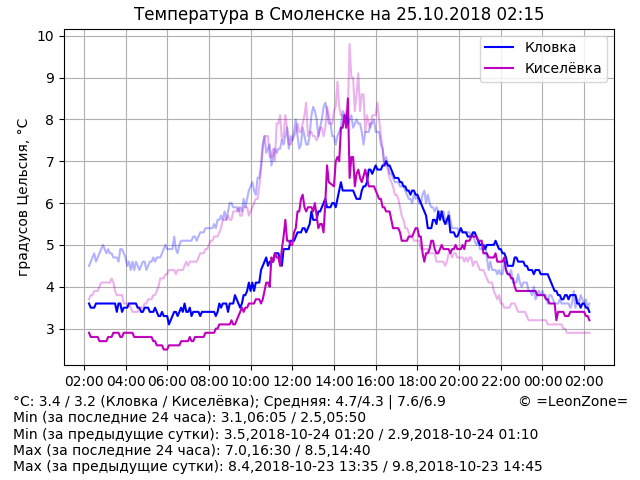 Температура в Смоленске на 25.10.2018 02:15
Кловка
Киселёвка
градусов Цельсия, °C
10
9
8
7
6
5
4
3
02:00 04:00 06:00 08:00 10:00 12:00 14:00 16:00 18:00 20:00 22:00 00:00 02:00
°C: 3.4 / 3.2 (Кловка / Киселёвка); Средняя: 4.7/4.3 | 7.6/6.9 © =LeonZone=
Min (за последние 24 часа): 3.1,06:05 / 2.5,05:50
Min (за предыдущие сутки): 3.5,2018-10-24 01:20 / 2.9,2018-10-24 01:10
Max (за последние 24 часа): 7.0,16:30 / 8.5,14:40
Max (за предыдущие сутки): 8.4,2018-10-23 13:35 / 9.8,2018-10-23 14:45